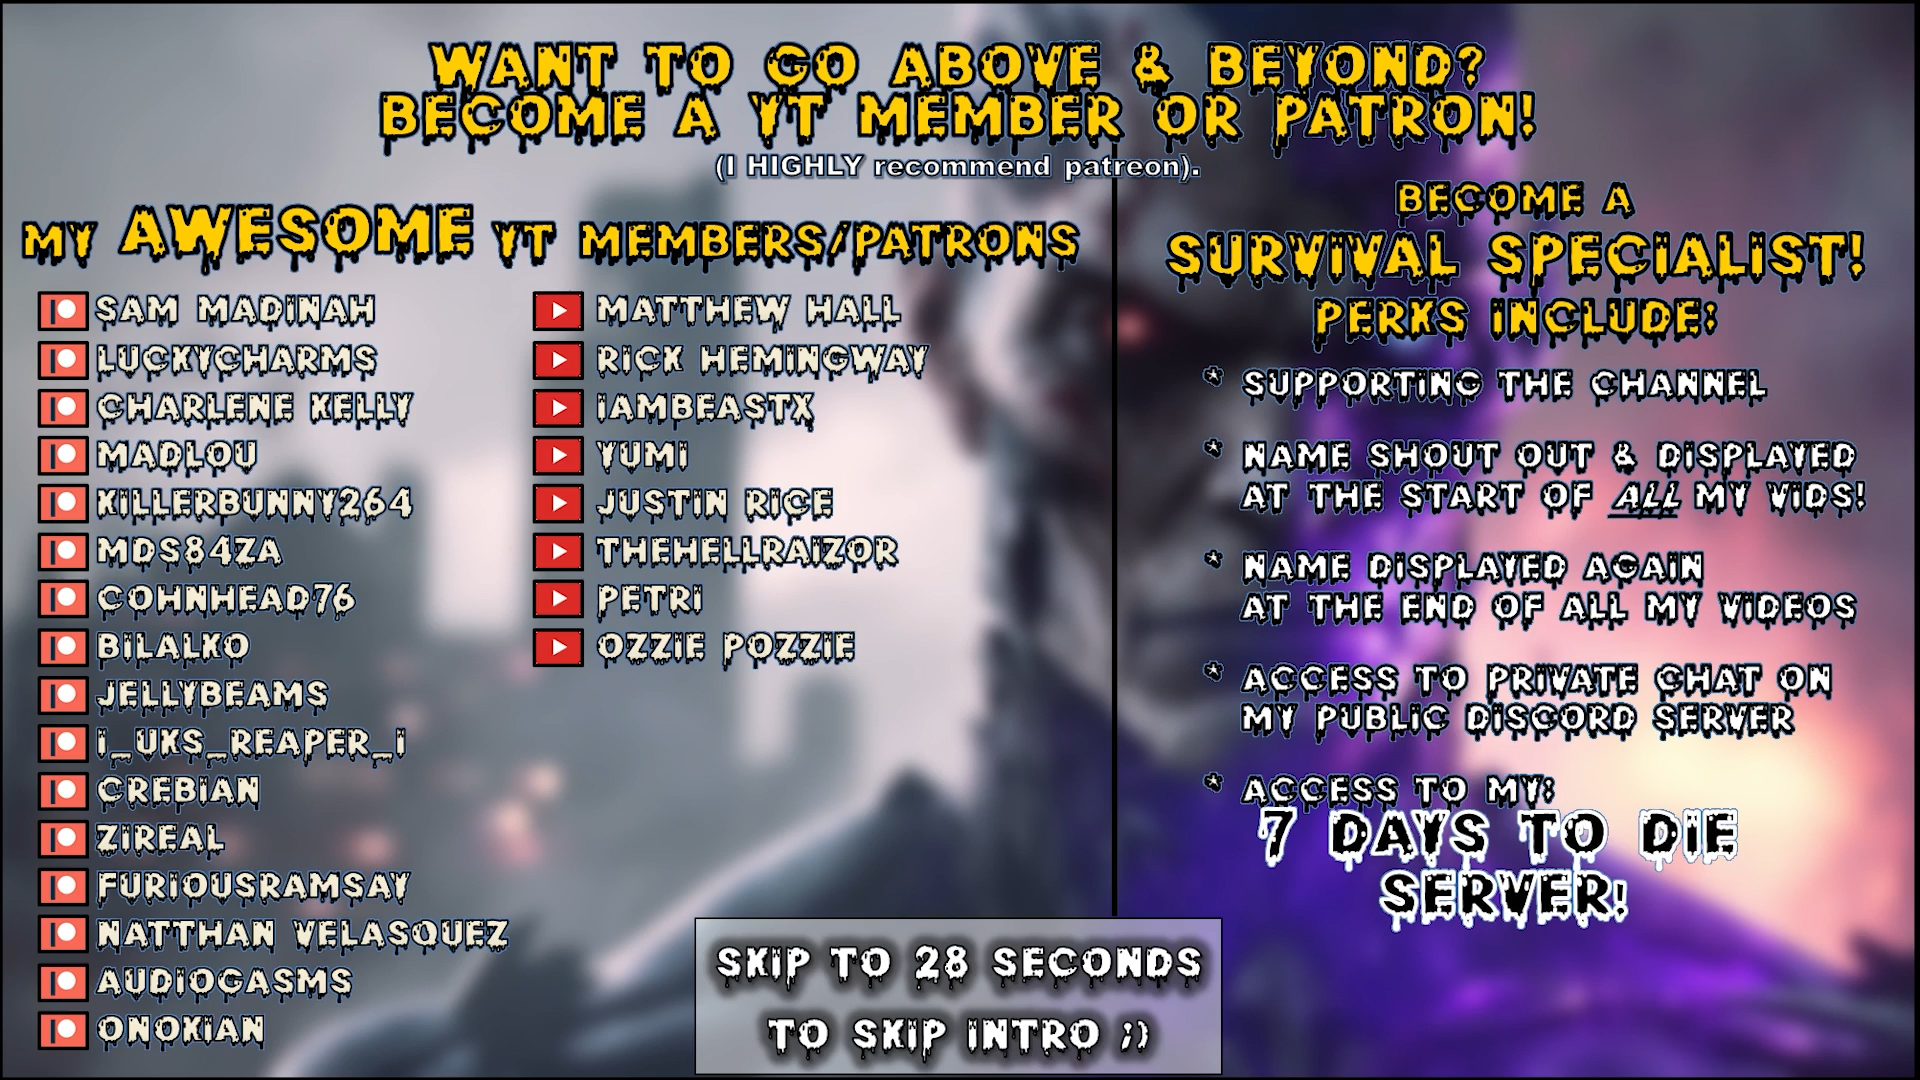 WANT TO GO ABOVE & BEYOND?
BECOME A YT MEMBER OR PATRON!
(I HIGHLY recommend patreon).
MY AWESOME YT MEMBERS/PATRONS
SAM MADINAH
LUCKYCHARMS
CHARLENE KELLY
MADLOU
KILLERBUNNY264
MDS84ZA
COHNHEAD76
BILALKO
JELLYBEAMS
I_UKS_REAPER_I
CREBIAN
ZIREAL
FURIOUSRAMSAY
NATTHAN VELASQUEZ
AUDIOGASMS
ONOKIAN
MATTHEW HALL
RICK HEMINGWAY
IAMBEASTX
YUMI
JUSTIN RICE
THEHELLRAIZOR
PETRI
OZZIE POZZIE
BECOME A
SURVIVAL SPECIALIST!
PERKS INCLUDE:
* SUPPORTING THE CHANNEL
* NAME SHOUT OUT & DISPLAYED
AT THE START OF ALL MY VIDS!
* NAME DISPLAYED AGAIN
AT THE END OF ALL MY VIDEOS
* ACCESS TO PRIVATE CHAT ON
MY PUBLIC DISCORD SERVER
* ACCESS TO MY:
7 DAYS TO DIE
SERVER!
SKIP TO 28 SECONDS
TO SKIP INTRO ;)